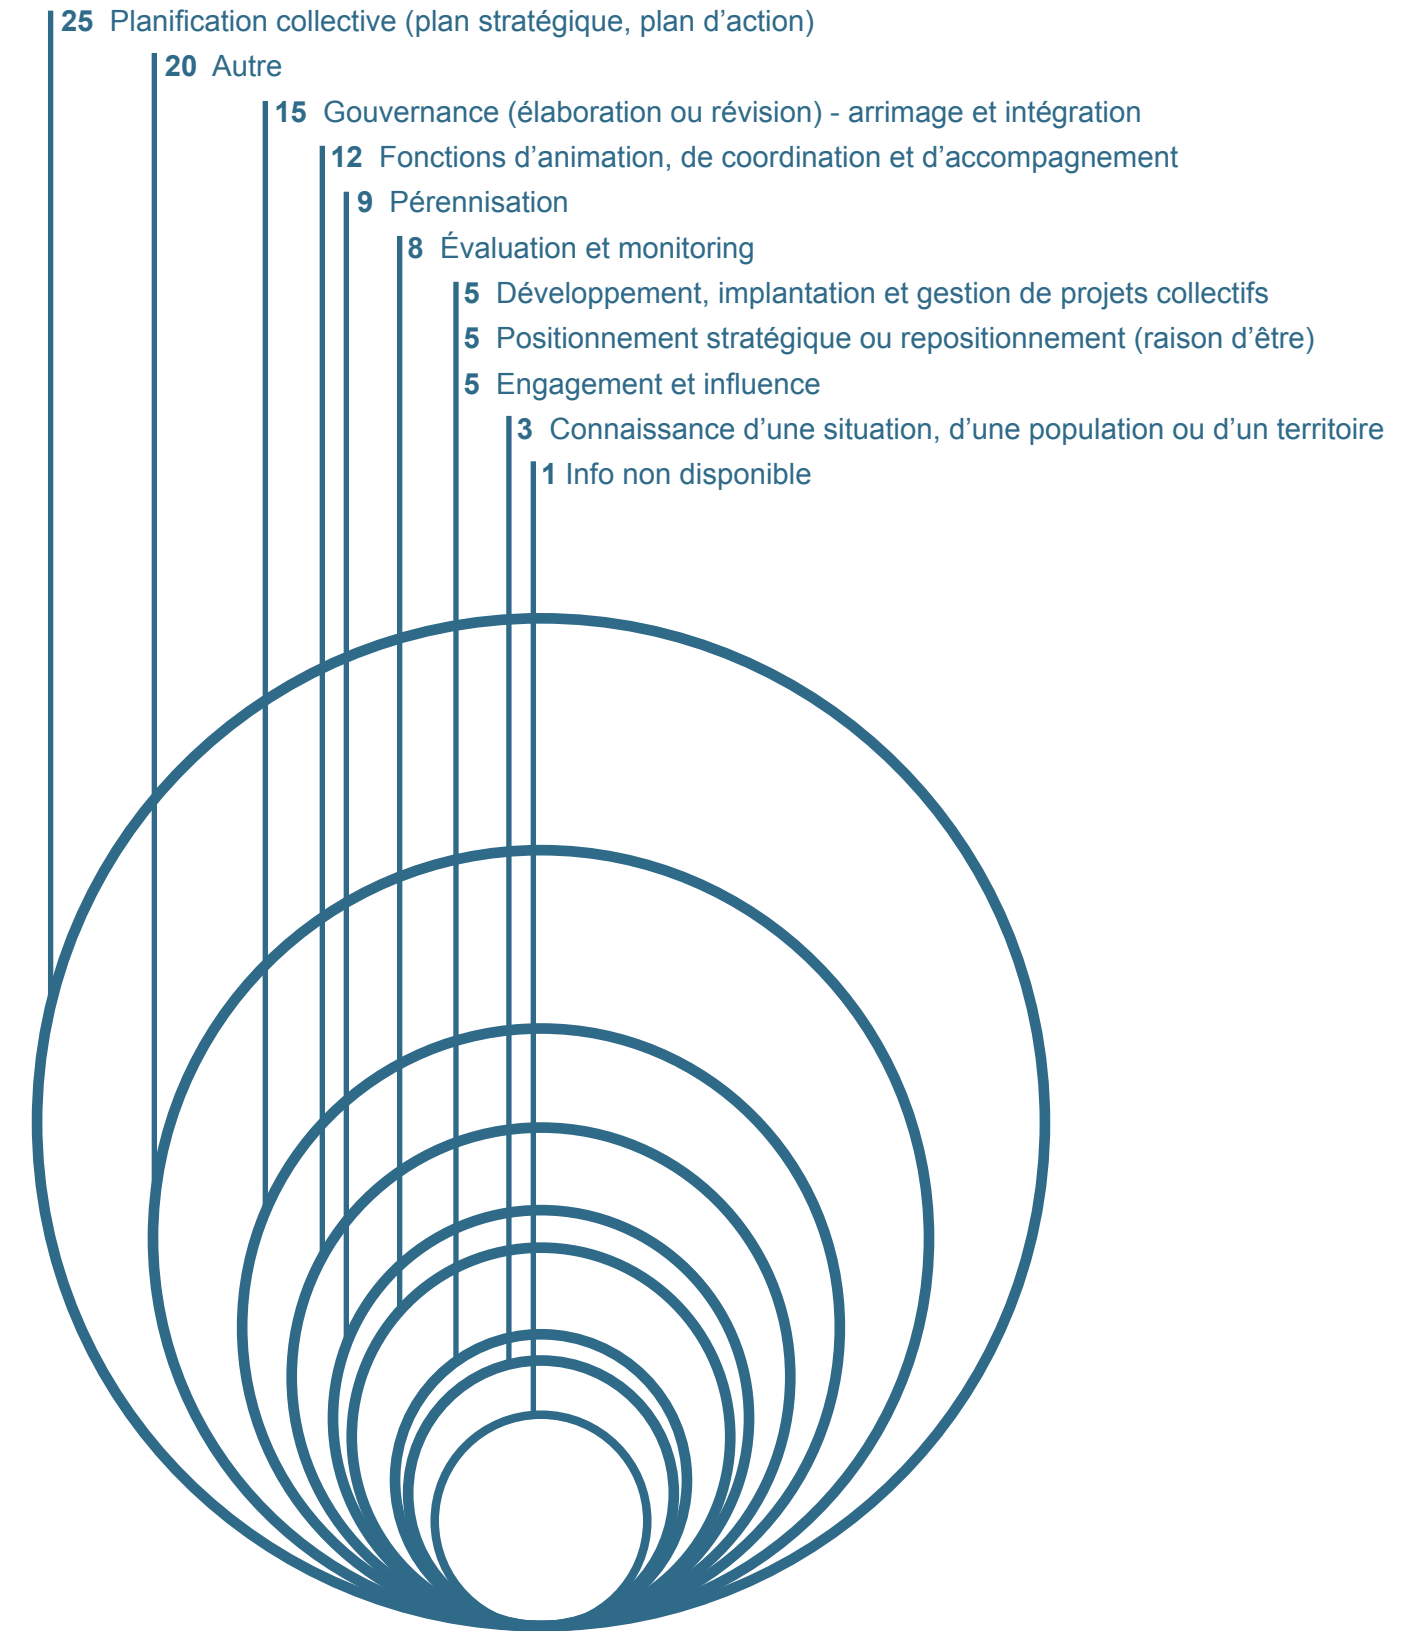 25 Planification collective (plan stratégique, plan d’action)
20 Autre
15 Gouvernance (élaboration ou révision) - arrimage et intégration
12 Fonctions d’animation, de coordination et d’accompagnement
9 Pérennisation
8 Évaluation et monitoring
5 Développement, implantation et gestion de projets collectifs
5 Positionnement stratégique ou repositionnement (raison d’être)
5 Engagement et influence
3 Connaissance d’une situation, d’une population ou d’un territoire
1 Info non disponible